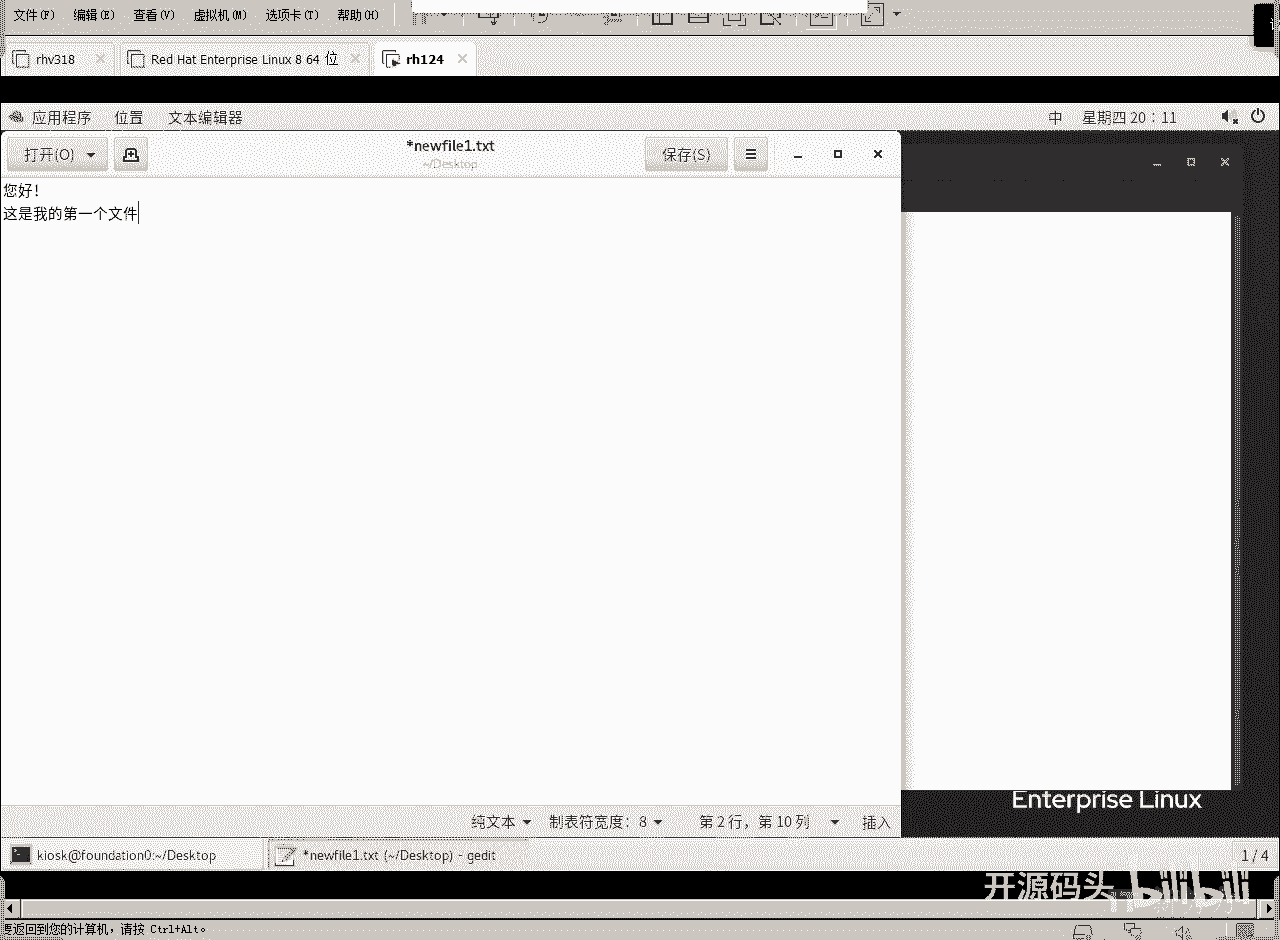 文件(F) 编辑(E) 查看(V) 虚拟机(M) 选项卡(T) 帮助(H)
rhv318 Red Hat Enterprise Linux 8 64 位 rh124
应用程序 位置 文本编辑器 中 星期四 20：11
打开(O) *newfile1.txt 保存(S)
~/Desktop
您好！
这是我的第一个文件
Enterprise Linux
纯文本 制表符宽度：8 第 2 行，第 10 列 插入
kiosk@foundation0:~/Desktop *newfile1.txt (~/Desktop) - gedit 1 / 4
开源码头 bilibili
要返回到您的计算机，请按 Ctrl+Alt。